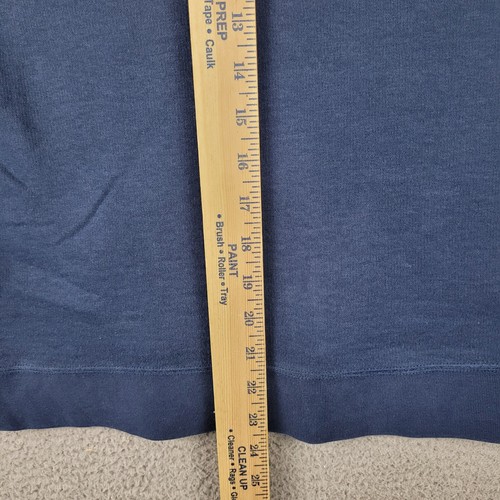 PREP
Tape • Caulk
13
14
15
16
17
18
19
20
21
22
23
24
25
PAINT
• Brush • Roller • Tray
CLEAN UP
• Cleaner • Rags •